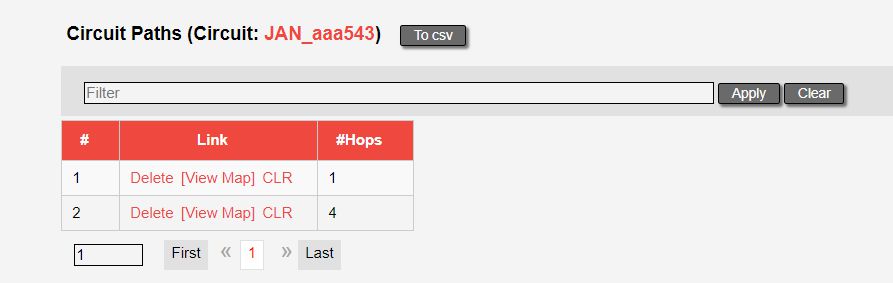 Circuit Paths (Circuit: JAN_aaa543) To csv
Filter Apply Clear
# Link #Hops
1 Delete [View Map] CLR 1
2 Delete [View Map] CLR 4
1 First « 1 » Last